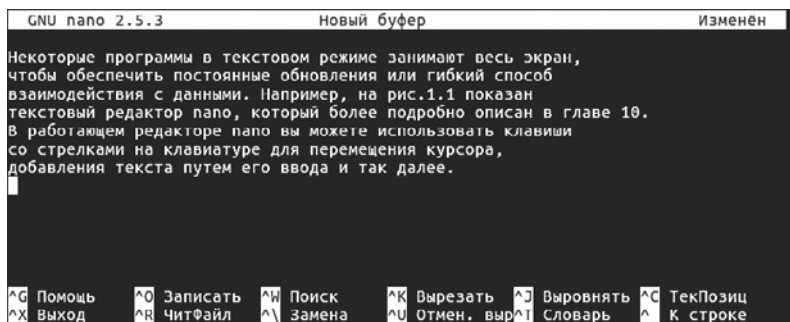 GNU nano 2.5.3 Новый буфер Изменён
Некоторые программы в текстовом режиме занимают весь экран,
чтобы обеспечить постоянные обновления или гибкий способ
взаимодействия с данными. Например, на рис.1.1 показан
текстовый редактор nano, который более подробно описан в главе 10.
В работающем редакторе nano вы можете использовать клавиши
со стрелками на клавиатуре для перемещения курсора,
добавления текста путем его ввода и так далее.
^G Помощь ^O Записать ^W Поиск ^K Вырезать ^J Выровнять ^C ТекПозиц
^X Выход ^R ЧитФайл ^\ Замена ^U Отмен. выр^T Словарь ^ К строке